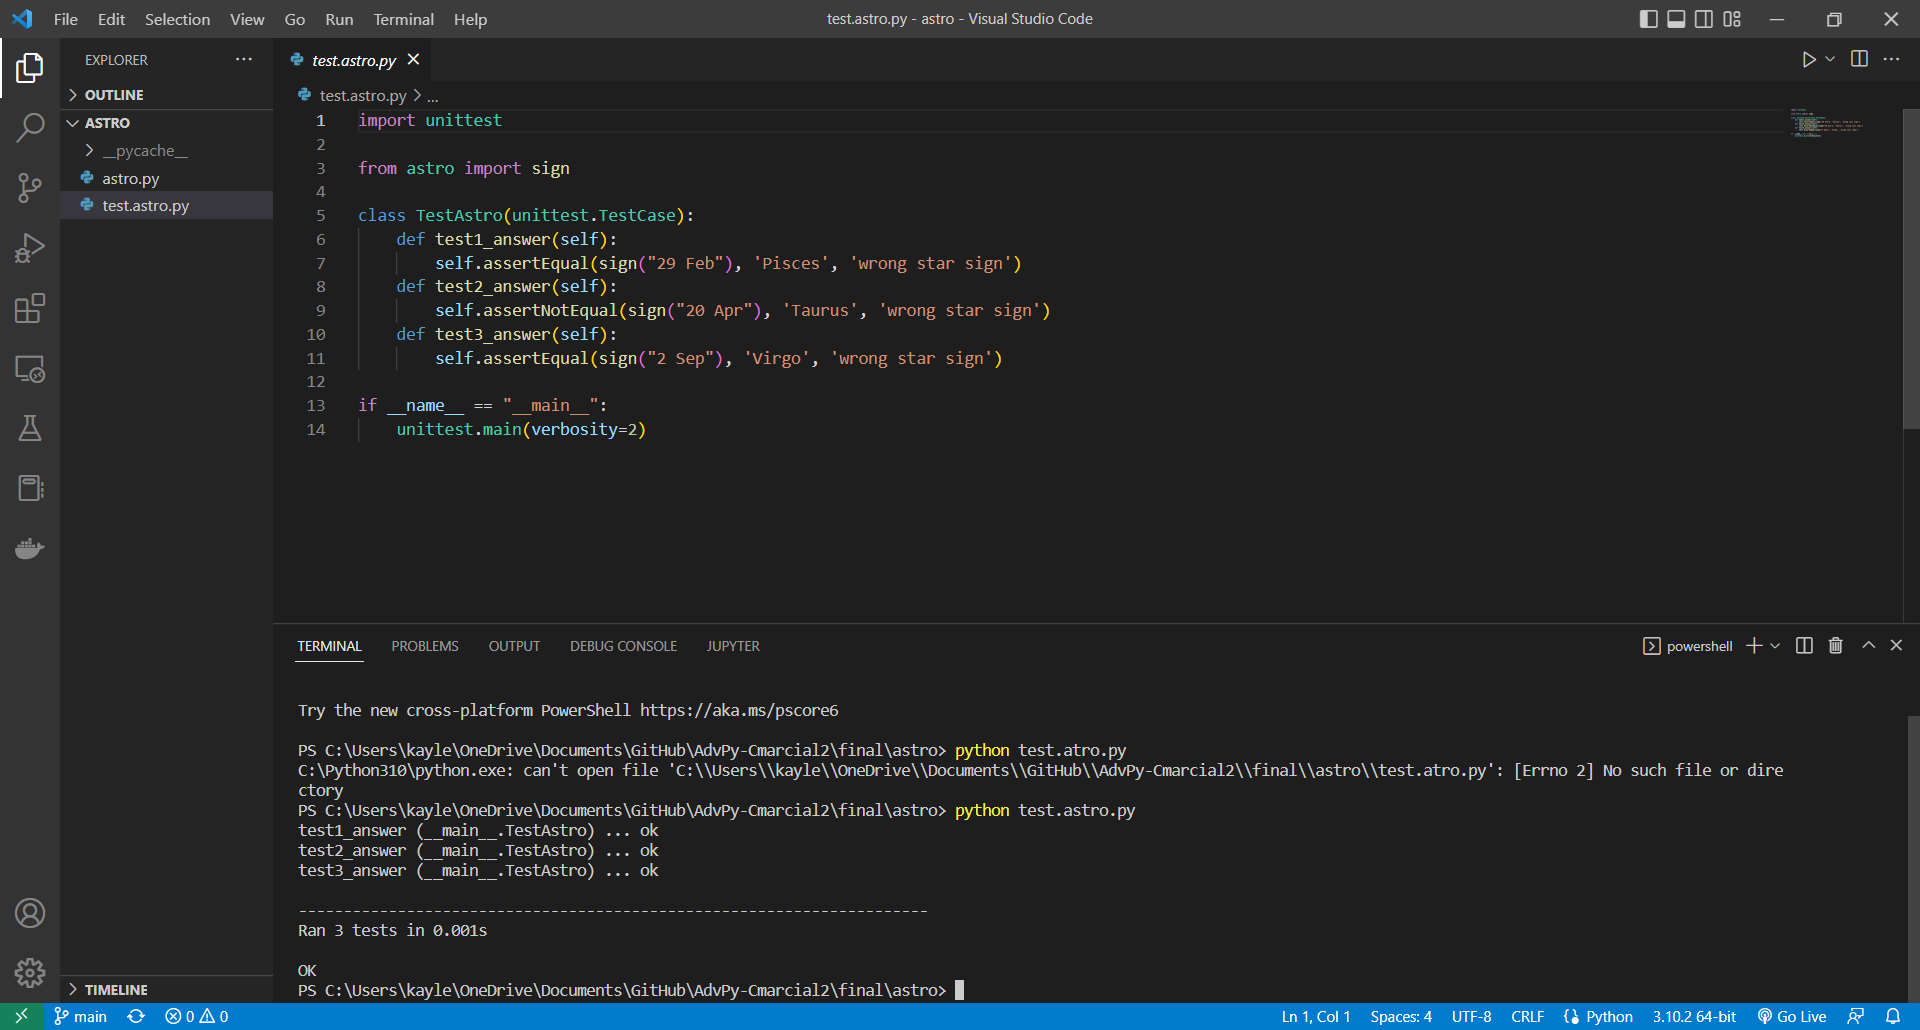 File Edit Selection View Go Run Terminal Help test.astro.py - astro - Visual Studio Code
EXPLORER
OUTLINE
ASTRO
__pycache__
astro.py
test.astro.py
TIMELINE
test.astro.py
test.astro.py > ...
1 import unittest
2
3 from astro import sign
4
5 class TestAstro(unittest.TestCase):
6     def test1_answer(self):
7         self.assertEqual(sign("29 Feb"), 'Pisces', 'wrong star sign')
8     def test2_answer(self):
9         self.assertNotEqual(sign("20 Apr"), 'Taurus', 'wrong star sign')
10     def test3_answer(self):
11         self.assertEqual(sign("2 Sep"), 'Virgo', 'wrong star sign')
12
13 if __name__ == "__main__":
14     unittest.main(verbosity=2)
TERMINAL PROBLEMS OUTPUT DEBUG CONSOLE JUPYTER powershell
Try the new cross-platform PowerShell https://aka.ms/pscore6
PS C:\Users\kayle\OneDrive\Documents\GitHub\AdvPy-Cmarcial2\final\astro> python test.atro.py
C:\Python310\python.exe: can't open file 'C:\\Users\\kayle\\OneDrive\\Documents\\GitHub\\AdvPy-Cmarcial2\\final\\astro\\test.atro.py': [Errno 2] No such file or dire
ctory
PS C:\Users\kayle\OneDrive\Documents\GitHub\AdvPy-Cmarcial2\final\astro> python test.astro.py
test1_answer (__main__.TestAstro) ... ok
test2_answer (__main__.TestAstro) ... ok
test3_answer (__main__.TestAstro) ... ok
----------------------------------------------------------------------
Ran 3 tests in 0.001s
OK
PS C:\Users\kayle\OneDrive\Documents\GitHub\AdvPy-Cmarcial2\final\astro>
main 0 0 Ln 1, Col 1 Spaces: 4 UTF-8 CRLF Python 3.10.2 64-bit Go Live